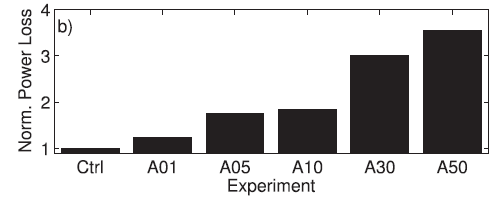 b)
Norm. Power Loss
4
3
2
1
Ctrl A01 A05 A10 A30 A50
Experiment